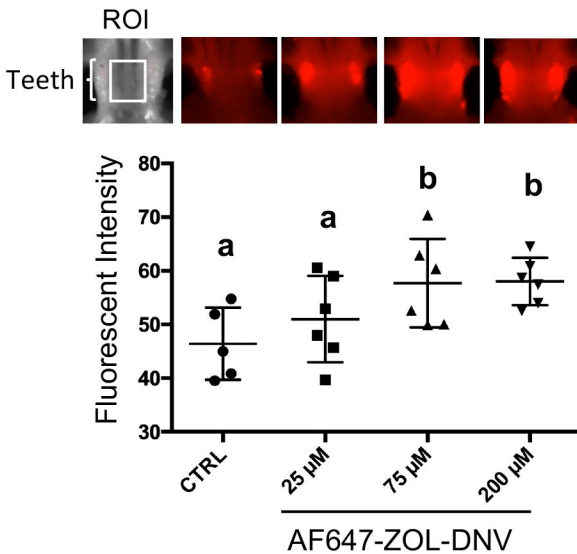 ROI
Teeth
Fluorescent Intensity
80
70
60
50
40
30
a
a
b
b
CTRL
25 µM
75 µM
200 µM
AF647-ZOL-DNV